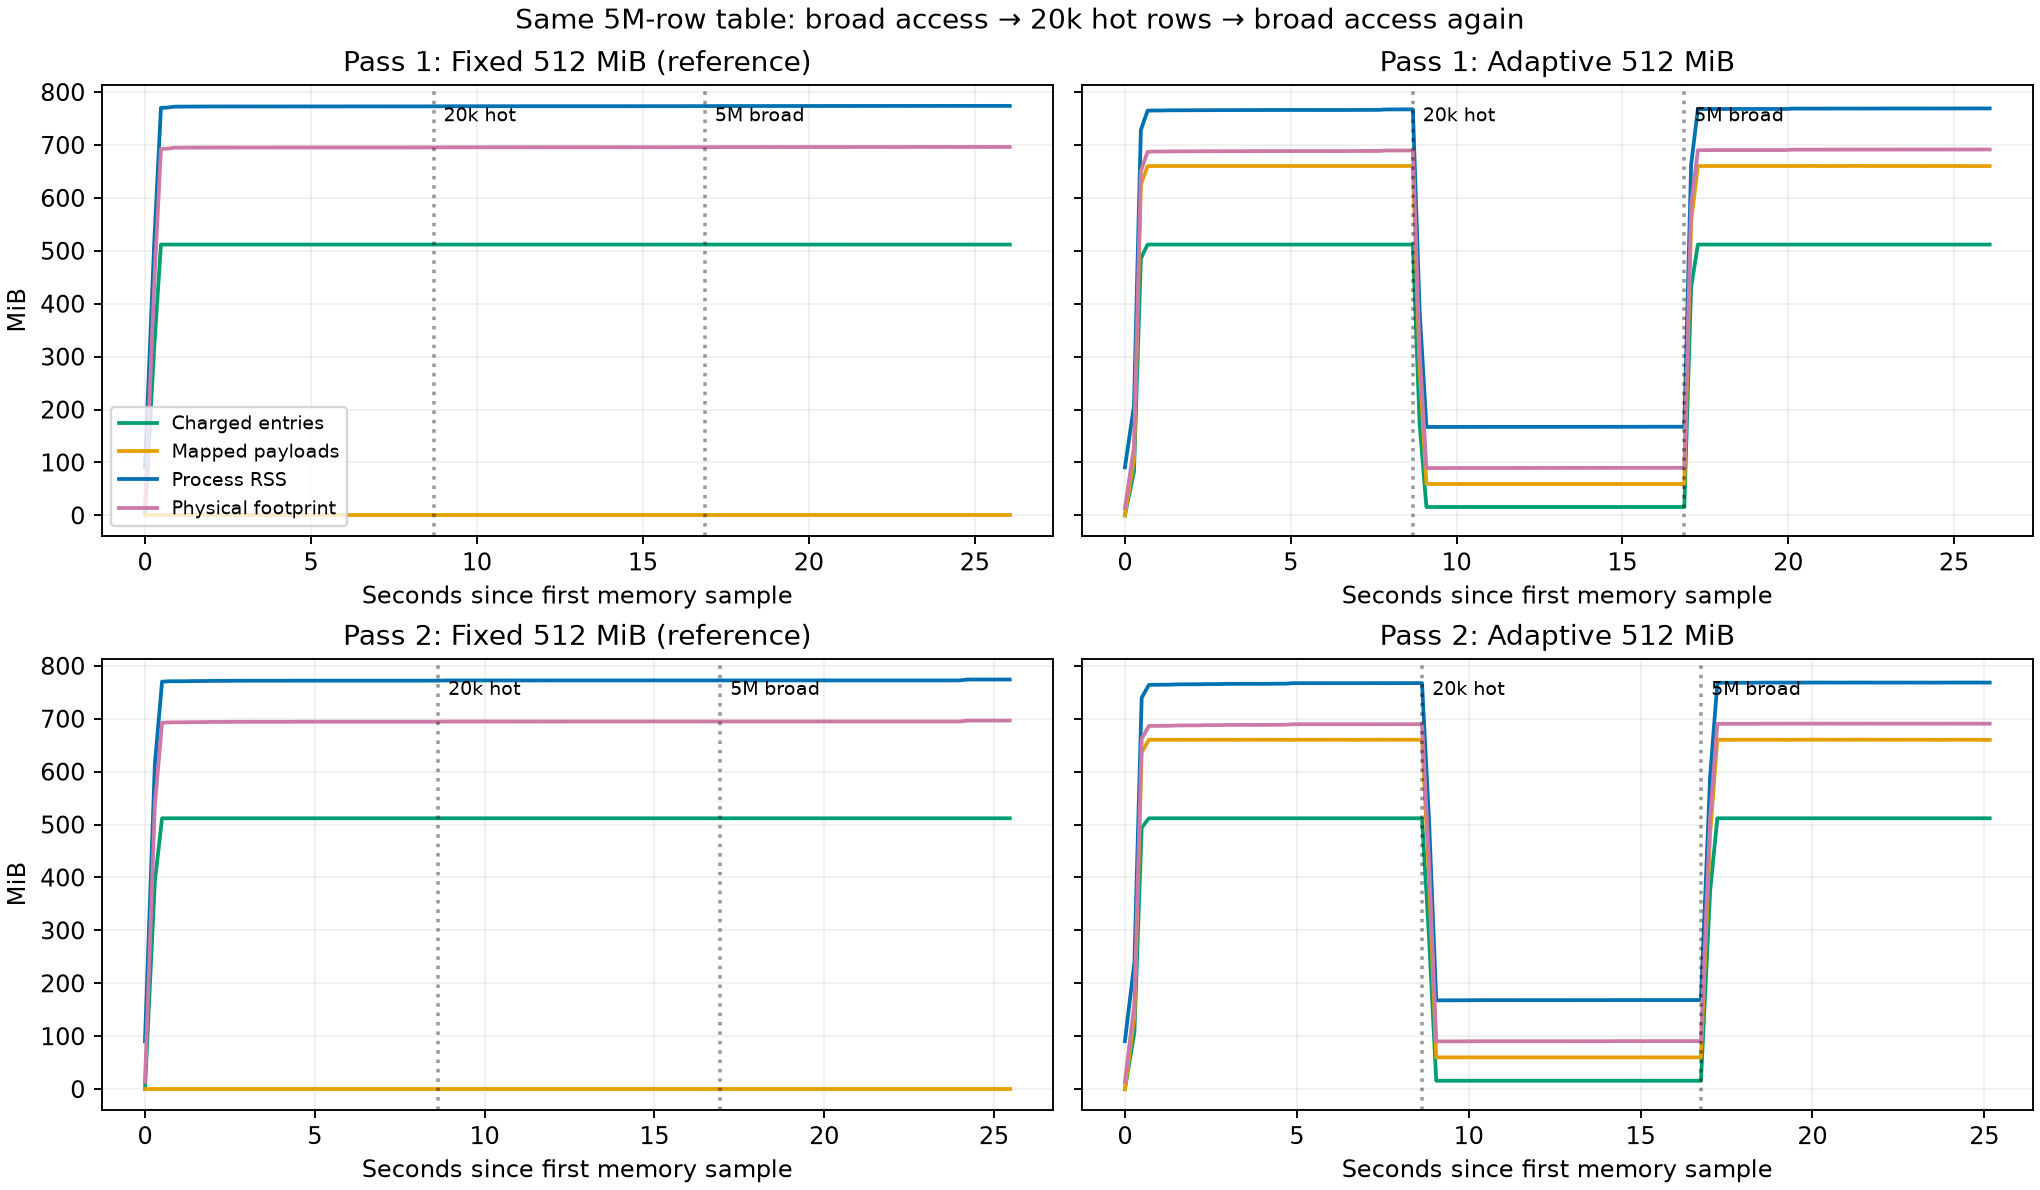 Same 5M-row table: broad access → 20k hot rows → broad access again
Pass 1: Fixed 512 MiB (reference)
800
700
600
500
400
300
200
100
0
MiB
20k hot
5M broad
Charged entries
Mapped payloads
Process RSS
Physical footprint
0 5 10 15 20 25
Seconds since first memory sample
Pass 1: Adaptive 512 MiB
20k hot
5M broad
0 5 10 15 20 25
Seconds since first memory sample
Pass 2: Fixed 512 MiB (reference)
800
700
600
500
400
300
200
100
0
MiB
20k hot
5M broad
0 5 10 15 20 25
Seconds since first memory sample
Pass 2: Adaptive 512 MiB
20k hot
5M broad
0 5 10 15 20 25
Seconds since first memory sample